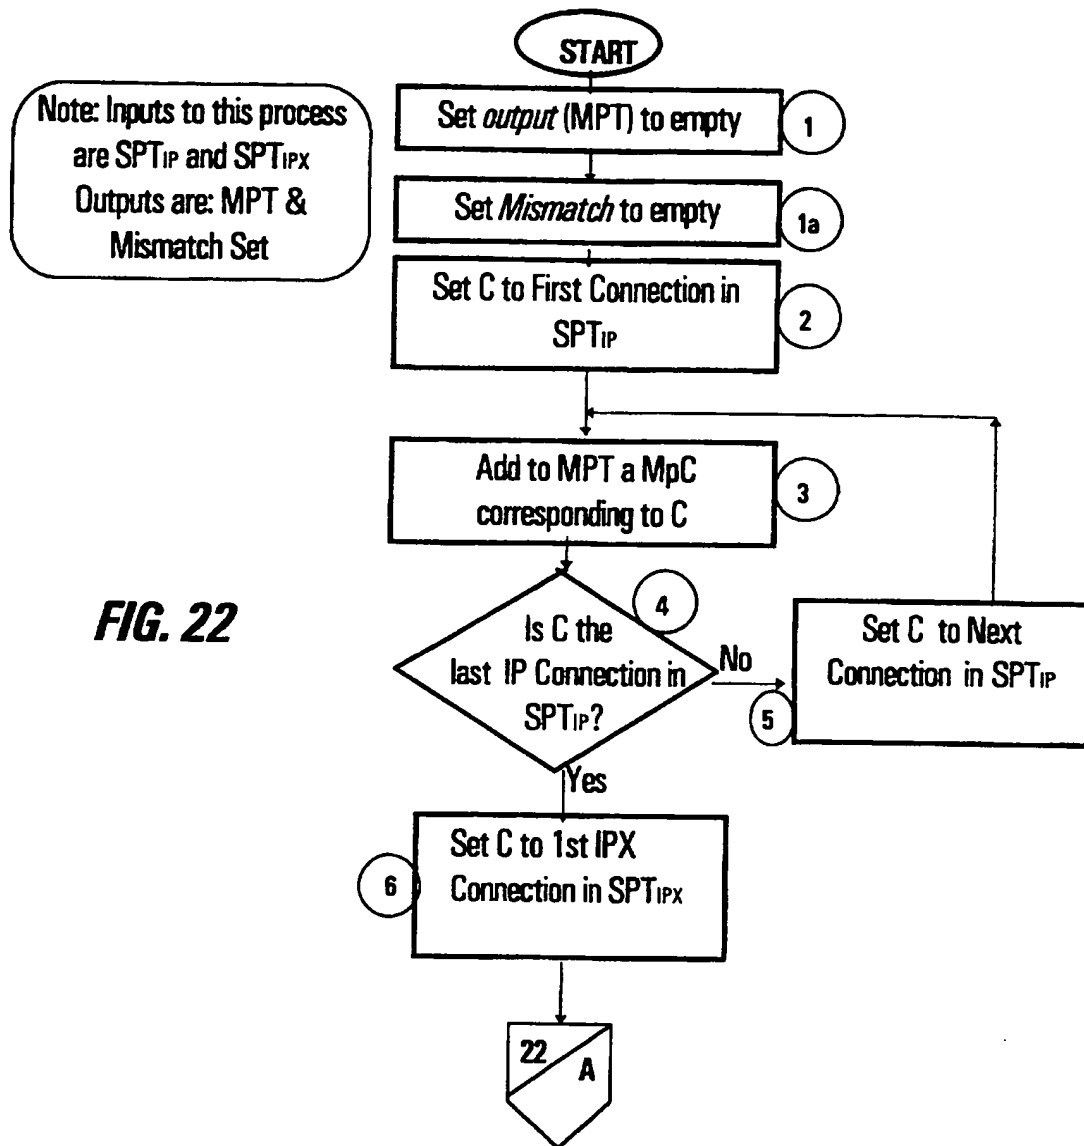 START
Note: Inputs to this process
are SPTIP and SPTIPX
Outputs are: MPT &
Mismatch Set
Set output (MPT) to empty
1
Set Mismatch to empty
1a
Set C to First Connection in
SPTIP
2
Add to MPT a MpC
corresponding to C
3
FIG. 22
4
Is C the
last IP Connection in
SPTIP?
No
Set C to Next
Connection in SPTIP
5
Yes
Set C to 1st IPX
Connection in SPTIPX
6
22
A